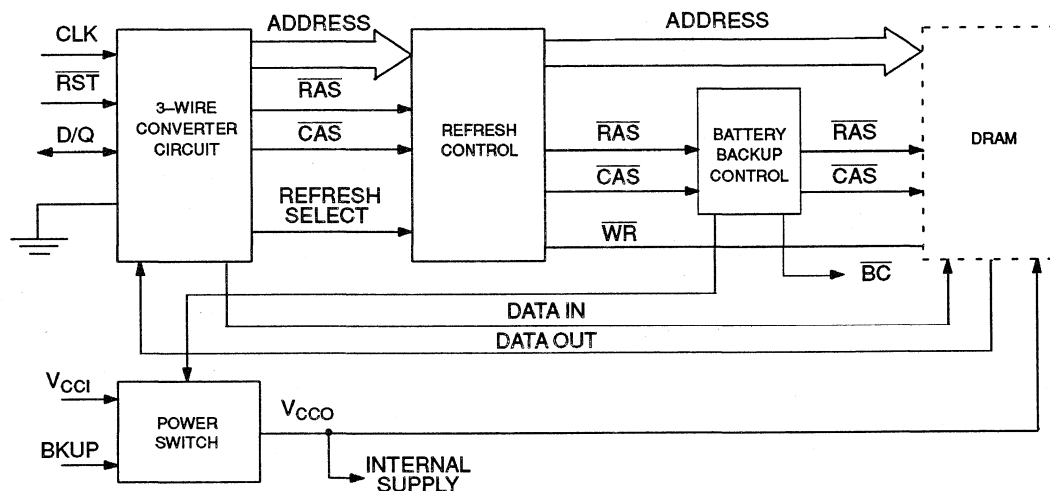 CLK
RST
D/Q
3–WIRE
CONVERTER
CIRCUIT
ADDRESS
RAS
CAS
REFRESH
SELECT
REFRESH
CONTROL
ADDRESS
RAS
CAS
WR
BATTERY
BACKUP
CONTROL
RAS
CAS
BC
DRAM
DATA IN
DATA OUT
VCCI
BKUP
POWER
SWITCH
VCCO
INTERNAL
SUPPLY